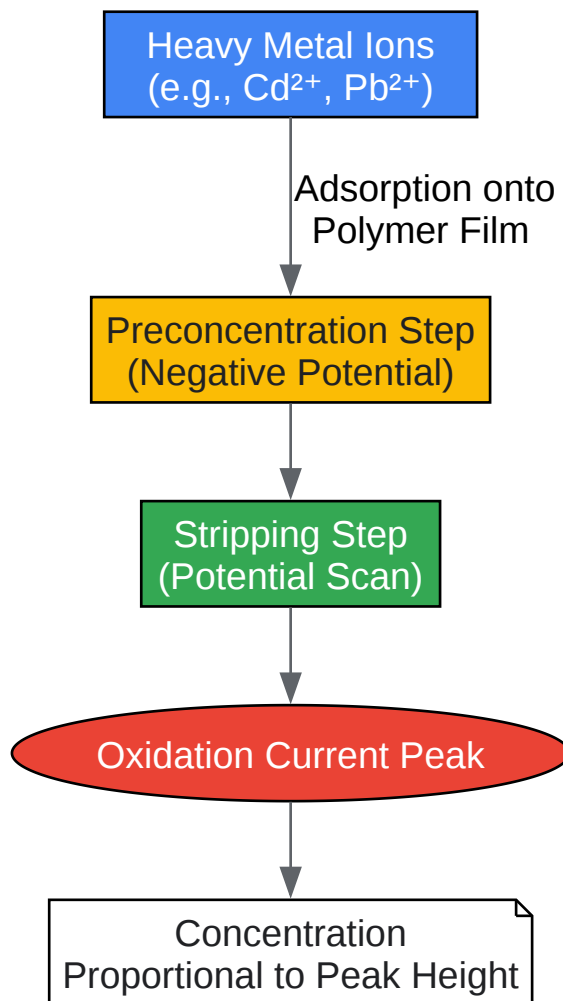 Heavy Metal Ions
(e.g., Cd²⁺, Pb²⁺)
Adsorption onto
Polymer Film
Preconcentration Step
(Negative Potential)
Stripping Step
(Potential Scan)
Oxidation Current Peak
Concentration
Proportional to Peak Height